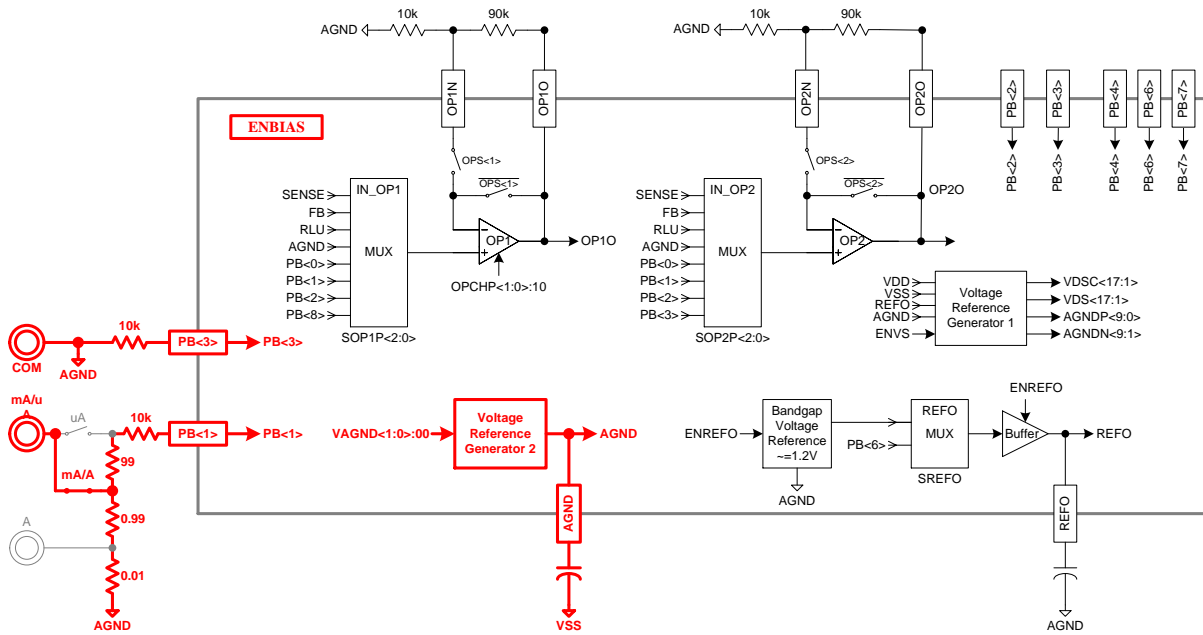 10k
90k
AGND
OP1N
OP1O
10k
90k
AGND
OP2N
OP2O
PB<2>
PB<3>
PB<4>
PB<6>
PB<7>
PB<2>
PB<3>
PB<4>
PB<6>
PB<7>
ENBIAS
OPS<1>
OPS<1>
IN_OP1
SENSE
FB
RLU
AGND
PB<0>
PB<1>
PB<2>
PB<8>
MUX
SOP1P<2:0>
OP1
OP1O
OPCHP<1:0>:10
OPS<2>
OPS<2>
OP2O
IN_OP2
SENSE
FB
RLU
AGND
PB<0>
PB<1>
PB<2>
PB<3>
MUX
SOP2P<2:0>
OP2
VDD
VSS
REFO
AGND
ENVS
Voltage
Reference
Generator 1
VDSC<17:1>
VDS<17:1>
AGNDP<9:0>
AGNDN<9:1>
COM
AGND
10k
PB<3>
PB<3>
mA/u
A
uA
10k
PB<1>
PB<1>
99
mA/A
0.99
A
0.01
AGND
VAGND<1:0>:00
Voltage
Reference
Generator 2
AGND
AGND
VSS
ENREFO
Bandgap
Voltage
Reference
~=1.2V
AGND
PB<6>
REFO
MUX
SREFO
ENREFO
Buffer
REFO
REFO
AGND